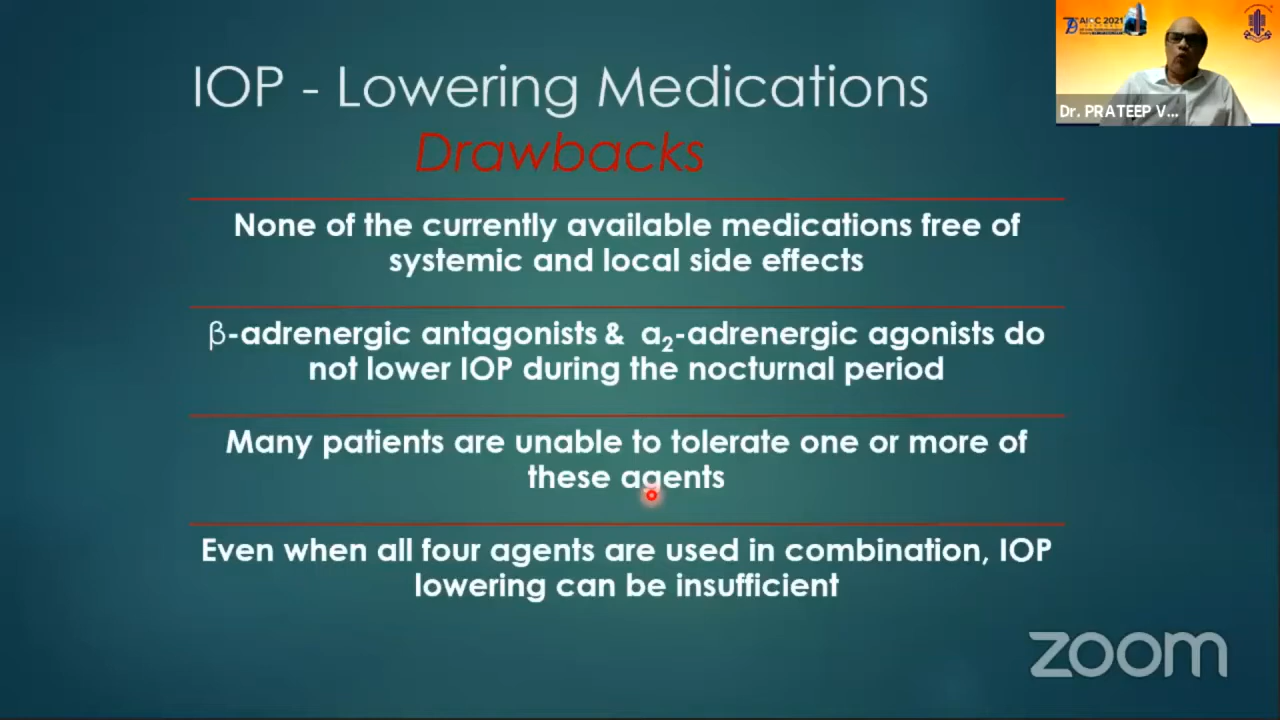 IOP - Lowering Medications
Drawbacks
None of the currently available medications free of
systemic and local side effects
β-adrenergic antagonists & a₂-adrenergic agonists do
not lower IOP during the nocturnal period
Many patients are unable to tolerate one or more of
these agents
Even when all four agents are used in combination, IOP
lowering can be insufficient
AIOC 2021
Dr. PRATEEP V...
zoom